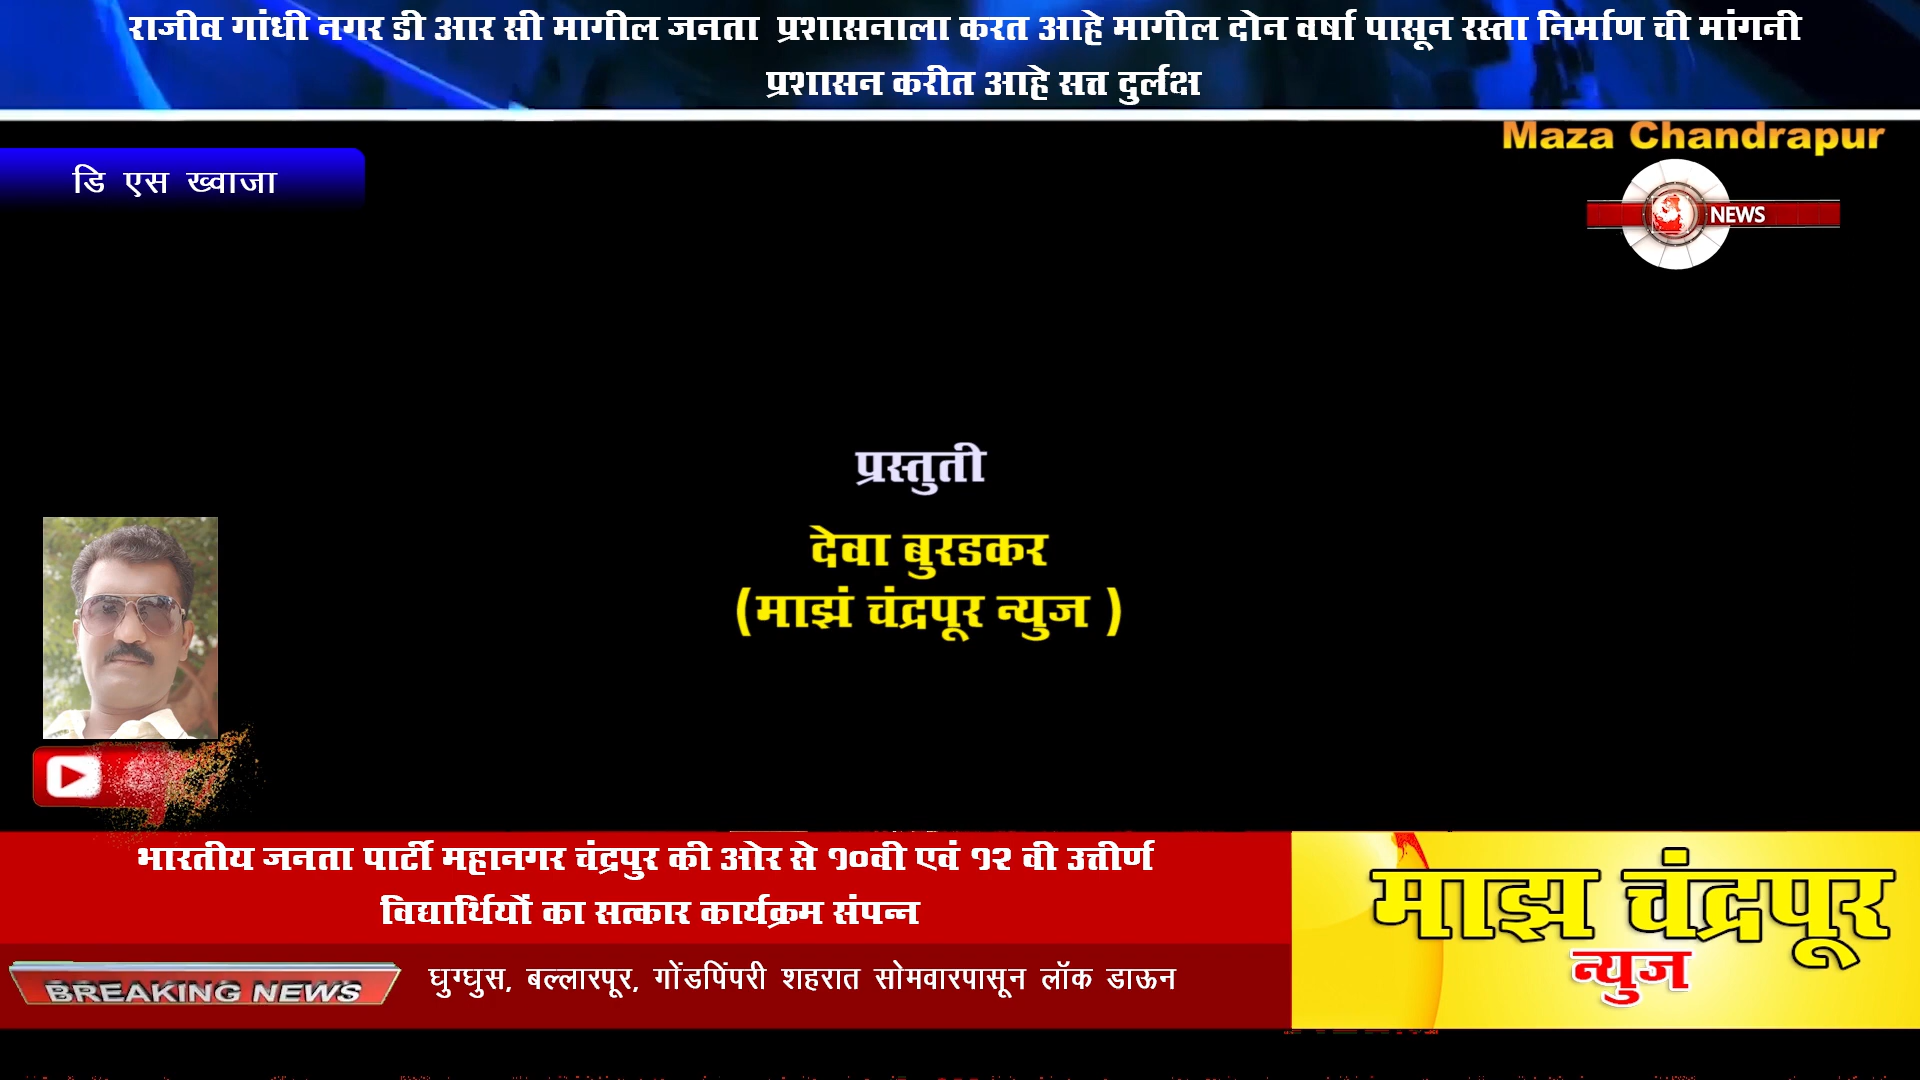 राजीव गांधी नगर डी आर सी मागील जनता प्रशासनाला करत आहे मागील दोन वर्षा पासून रस्ता निर्माण ची मांगनी
प्रशासन करीत आहे सत्त दुर्लक्ष
Maza Chandrapur
डि एस ख्वाजा
NEWS
प्रस्तुती
देवा बुरडकर
(माझं चंद्रपूर न्युज )
भारतीय जनता पार्टी महानगर चंद्रपुर की ओर से १०वी एवं १२ वी उत्तीर्ण
विद्यार्थियों का सत्कार कार्यक्रम संपन्न
माझ चंद्रपूर
न्युज
BREAKING NEWS
घुग्घुस, बल्लारपूर, गोंडपिंपरी शहरात सोमवारपासून लॉक डाऊन